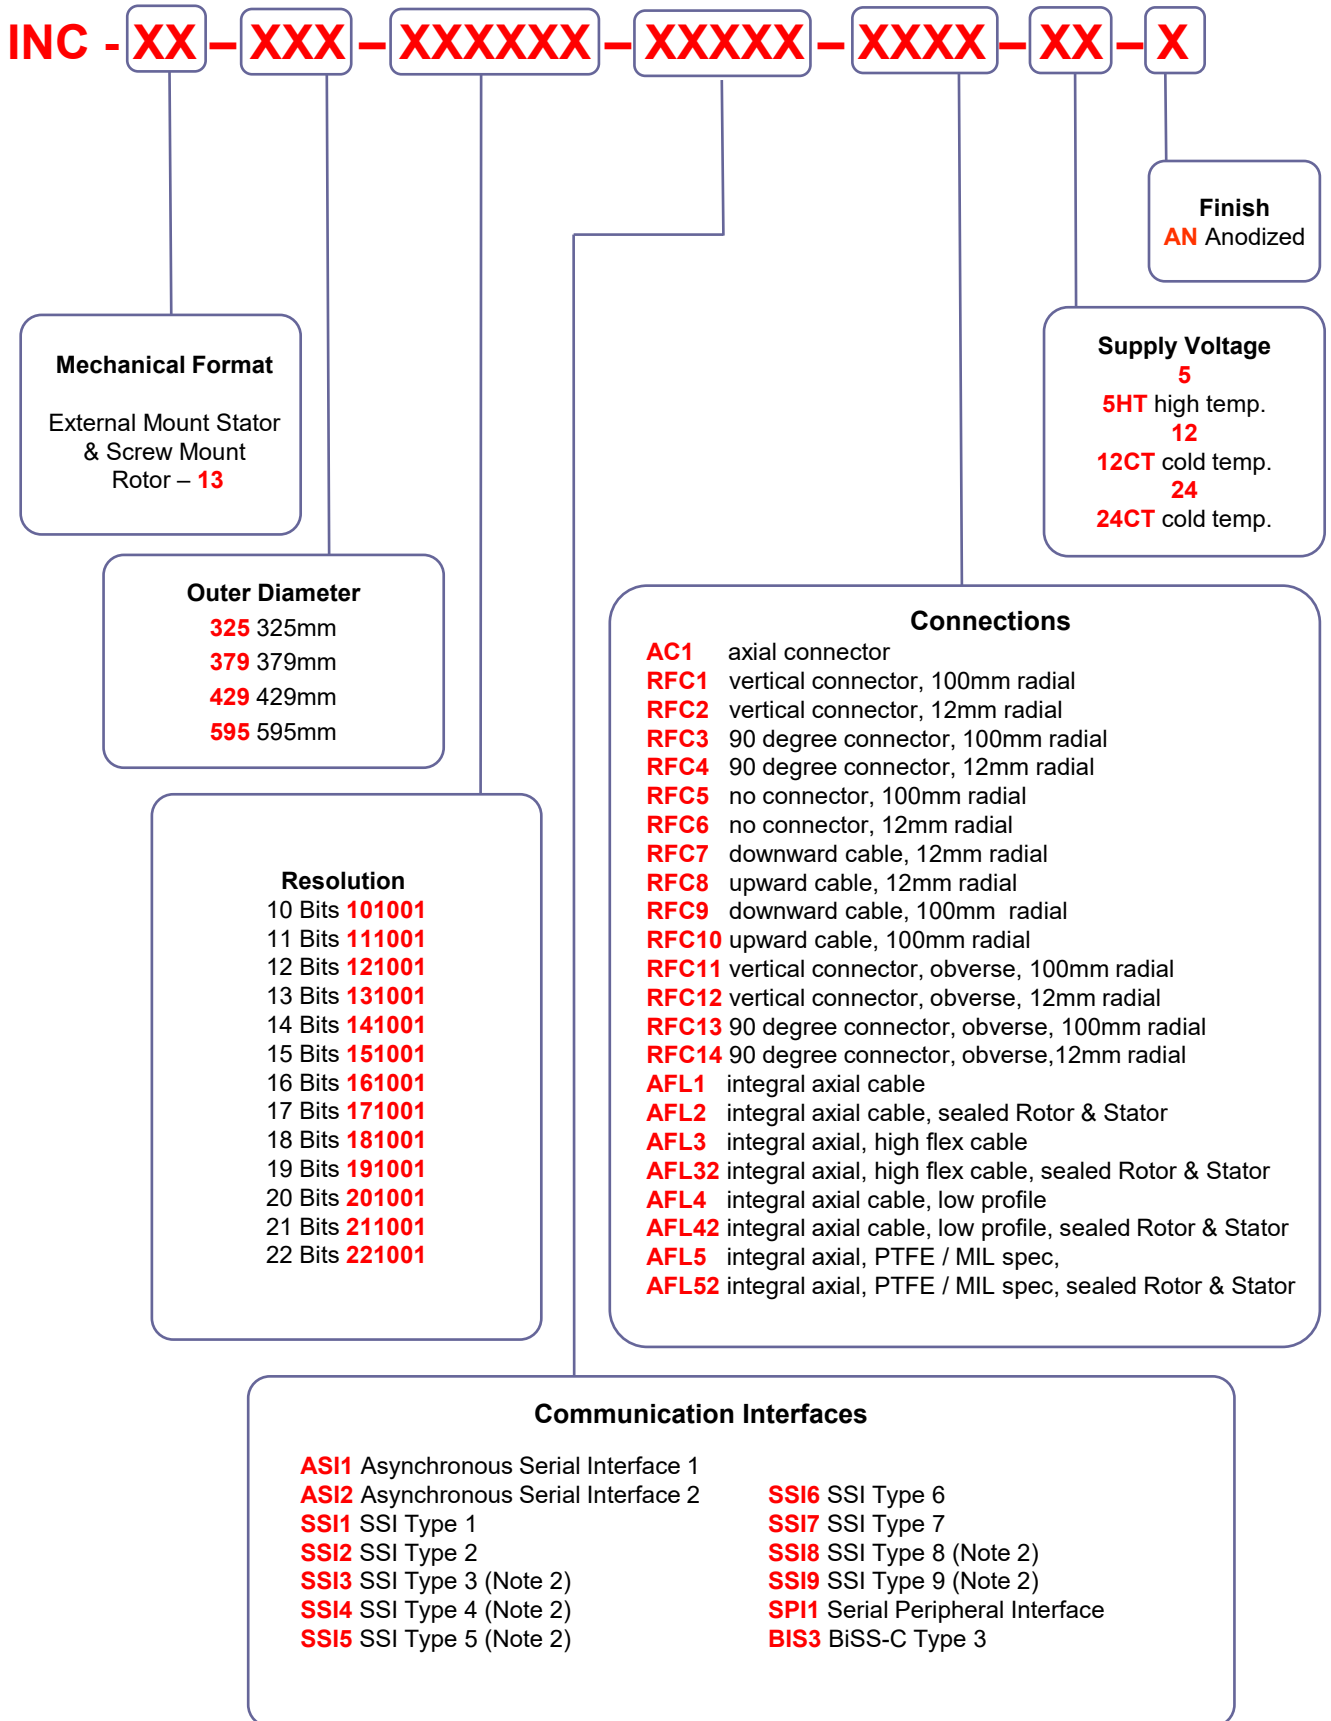 INC - XX – XXX – XXXXXX – XXXXX – XXXX – XX – X
Finish
AN Anodized
Mechanical Format
External Mount Stator
& Screw Mount
Rotor – 13
Supply Voltage
5
5HT high temp.
12
12CT cold temp.
24
24CT cold temp.
Outer Diameter
325 325mm
379 379mm
429 429mm
595 595mm
Connections
AC1 axial connector
RFC1 vertical connector, 100mm radial
RFC2 vertical connector, 12mm radial
RFC3 90 degree connector, 100mm radial
RFC4 90 degree connector, 12mm radial
RFC5 no connector, 100mm radial
RFC6 no connector, 12mm radial
RFC7 downward cable, 12mm radial
RFC8 upward cable, 12mm radial
RFC9 downward cable, 100mm radial
RFC10 upward cable, 100mm radial
RFC11 vertical connector, obverse, 100mm radial
RFC12 vertical connector, obverse, 12mm radial
RFC13 90 degree connector, obverse, 100mm radial
RFC14 90 degree connector, obverse,12mm radial
AFL1 integral axial cable
AFL2 integral axial cable, sealed Rotor & Stator
AFL3 integral axial, high flex cable
AFL32 integral axial, high flex cable, sealed Rotor & Stator
AFL4 integral axial cable, low profile
AFL42 integral axial cable, low profile, sealed Rotor & Stator
AFL5 integral axial, PTFE / MIL spec,
AFL52 integral axial, PTFE / MIL spec, sealed Rotor & Stator
Resolution
10 Bits 101001
11 Bits 111001
12 Bits 121001
13 Bits 131001
14 Bits 141001
15 Bits 151001
16 Bits 161001
17 Bits 171001
18 Bits 181001
19 Bits 191001
20 Bits 201001
21 Bits 211001
22 Bits 221001
Communication Interfaces
ASI1 Asynchronous Serial Interface 1
ASI2 Asynchronous Serial Interface 2
SSI1 SSI Type 1
SSI2 SSI Type 2
SSI3 SSI Type 3 (Note 2)
SSI4 SSI Type 4 (Note 2)
SSI5 SSI Type 5 (Note 2)
SSI6 SSI Type 6
SSI7 SSI Type 7
SSI8 SSI Type 8 (Note 2)
SSI9 SSI Type 9 (Note 2)
SPI1 Serial Peripheral Interface
BIS3 BiSS-C Type 3